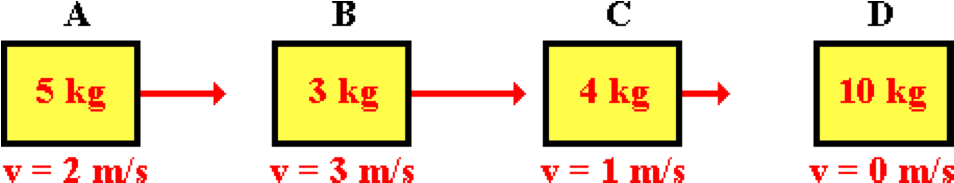 A B C D
5 kg 3 kg 4 kg 10 kg
v = 2 m/s v = 3 m/s v = 1 m/s v = 0 m/s